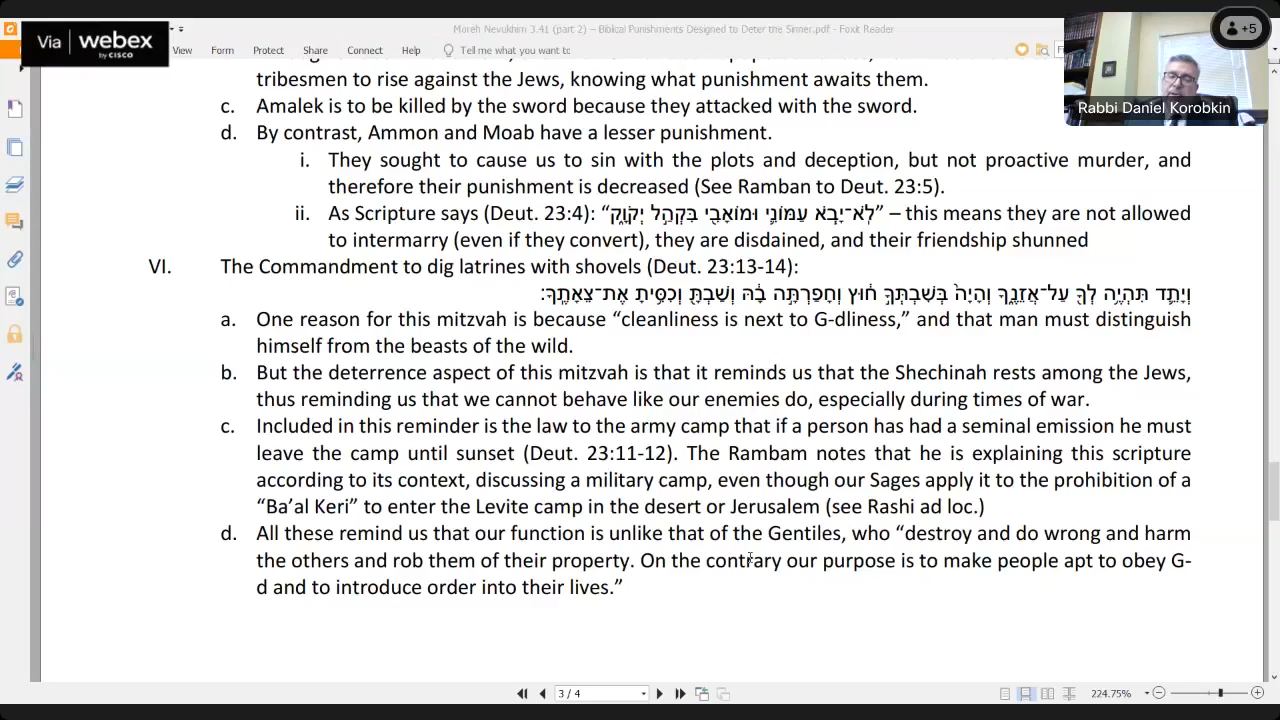 Moreh Nevukhim 3.41 (part 2) – Biblical Punishments Designed to Deter the Sinner.pdf - Foxit Reader
Via webex by CISCO
View Form Protect Share Connect Help Tell me what you want to
+5
Rabbi Daniel Korobkin
tribesmen to rise against the Jews, knowing what punishment awaits them.
c. Amalek is to be killed by the sword because they attacked with the sword.
d. By contrast, Ammon and Moab have a lesser punishment.
i. They sought to cause us to sin with the plots and deception, but not proactive murder, and
therefore their punishment is decreased (See Ramban to Deut. 23:5).
ii. As Scripture says (Deut. 23:4): “לֹא־יָבֹ֧א עַמּוֹנִ֛י וּמוֹאָבִ֖י בִּקְהַ֣ל יְקֹוָ֑ק” – this means they are not allowed
to intermarry (even if they convert), they are disdained, and their friendship shunned
VI. The Commandment to dig latrines with shovels (Deut. 23:13-14):
וְיָתֵ֛ד תִּהְיֶ֥ה לְךָ֖ עַל־אֲזֵנֶ֑ךָ וְהָיָה֙ בְּשִׁבְתְּךָ֣ ח֔וּץ וְחָפַרְתָּ֣ה בָ֔הּ וְשַׁבְתָּ֖ וְכִסִּ֥יתָ אֶת־צֵאָתֶֽךָ׃
a. One reason for this mitzvah is because “cleanliness is next to G-dliness,” and that man must distinguish
himself from the beasts of the wild.
b. But the deterrence aspect of this mitzvah is that it reminds us that the Shechinah rests among the Jews,
thus reminding us that we cannot behave like our enemies do, especially during times of war.
c. Included in this reminder is the law to the army camp that if a person has had a seminal emission he must
leave the camp until sunset (Deut. 23:11-12). The Rambam notes that he is explaining this scripture
according to its context, discussing a military camp, even though our Sages apply it to the prohibition of a
“Ba’al Keri” to enter the Levite camp in the desert or Jerusalem (see Rashi ad loc.)
d. All these remind us that our function is unlike that of the Gentiles, who “destroy and do wrong and harm
the others and rob them of their property. On the contrary our purpose is to make people apt to obey G-
d and to introduce order into their lives.”
3 / 4
224.75%